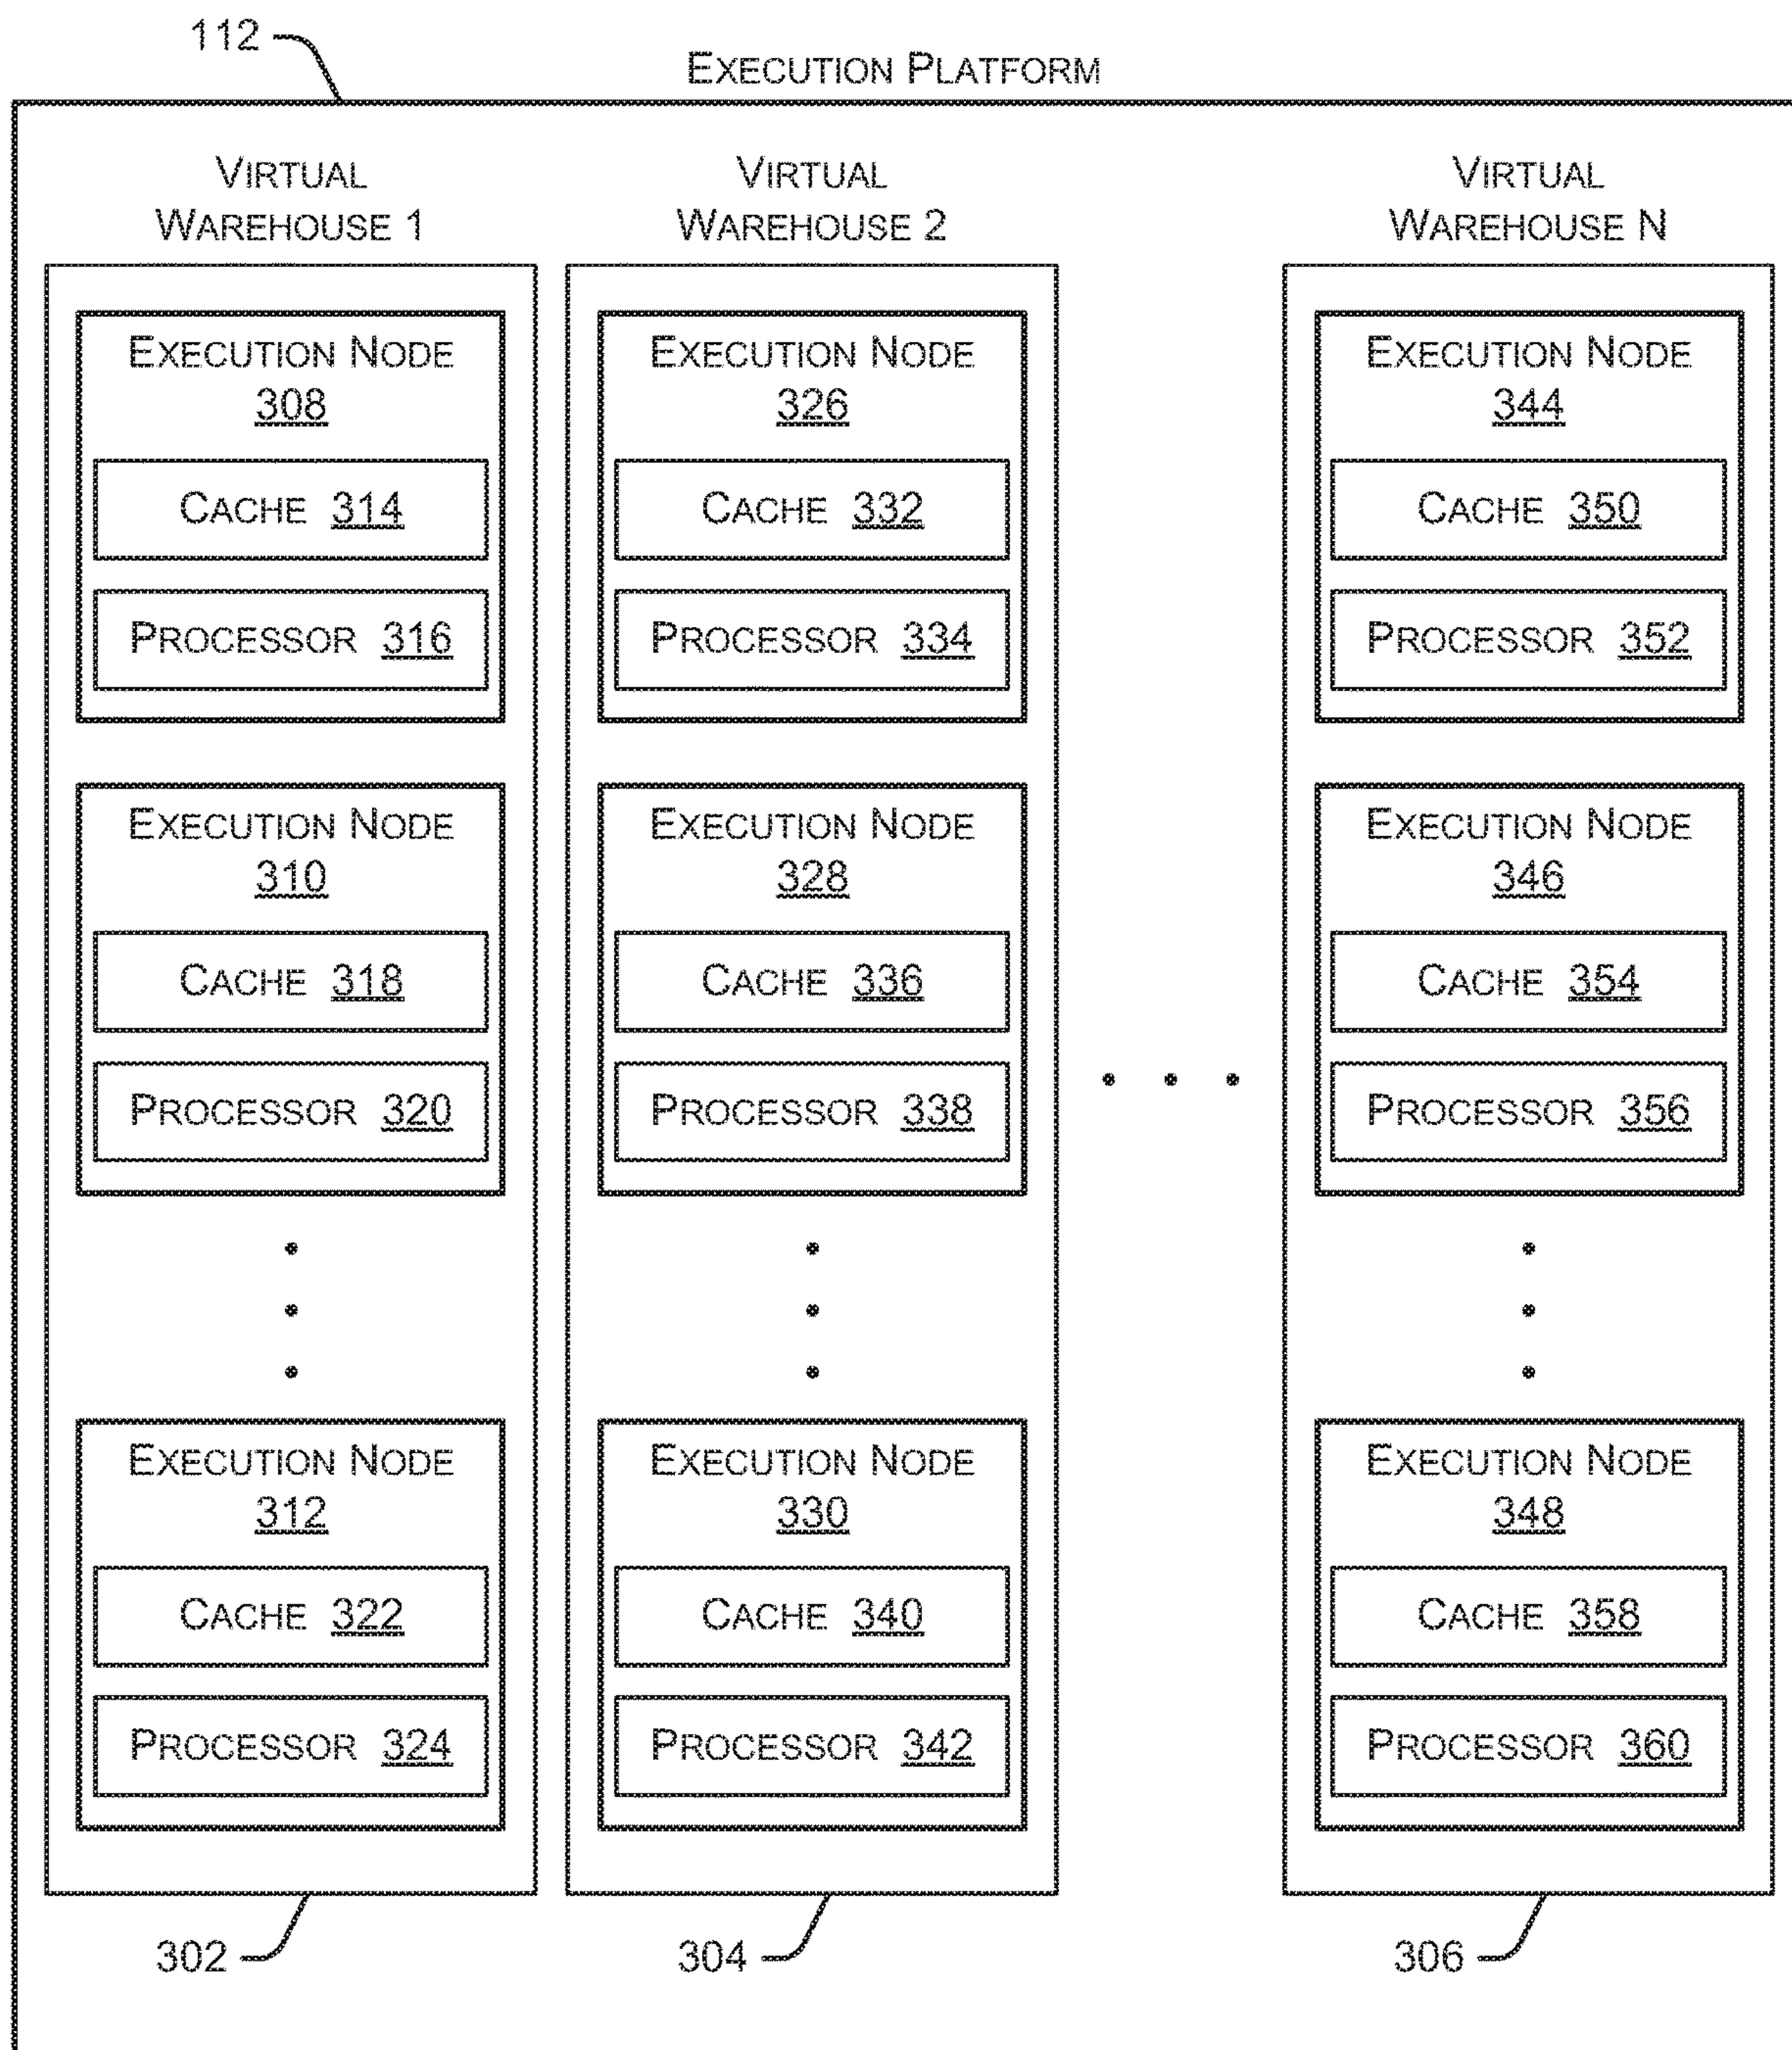 112
EXECUTION PLATFORM
VIRTUAL
WAREHOUSE 1
EXECUTION NODE
308
CACHE 314
PROCESSOR 316
EXECUTION NODE
310
CACHE 318
PROCESSOR 320
EXECUTION NODE
312
CACHE 322
PROCESSOR 324
302
VIRTUAL
WAREHOUSE 2
EXECUTION NODE
326
CACHE 332
PROCESSOR 334
EXECUTION NODE
328
CACHE 336
PROCESSOR 338
EXECUTION NODE
330
CACHE 340
PROCESSOR 342
304
VIRTUAL
WAREHOUSE N
EXECUTION NODE
344
CACHE 350
PROCESSOR 352
EXECUTION NODE
346
CACHE 354
PROCESSOR 356
EXECUTION NODE
348
CACHE 358
PROCESSOR 360
306